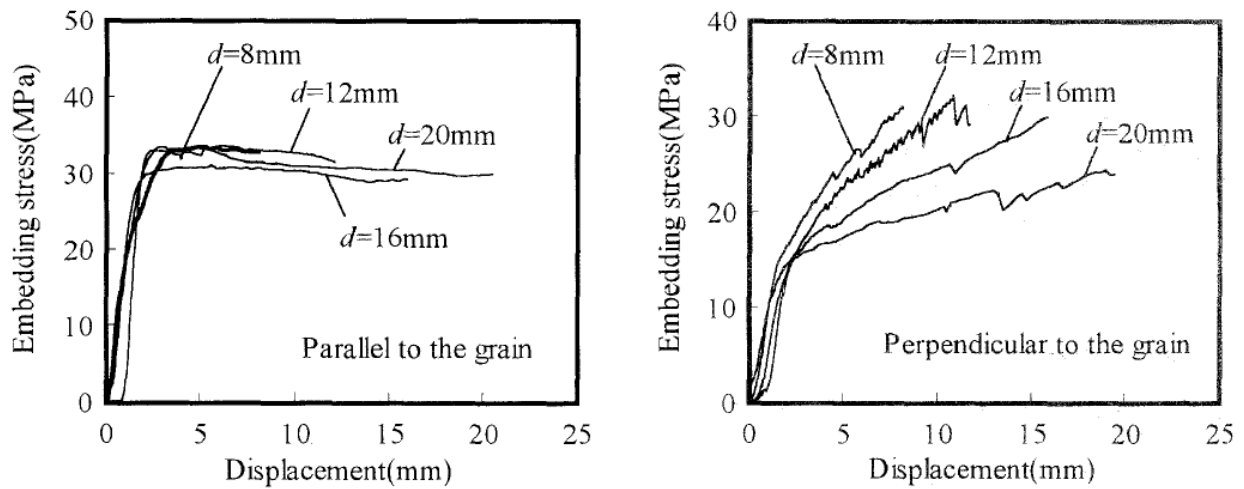 50
40
30
20
10
0
Embedding stress(MPa)
d=8mm
d=12mm
d=20mm
d=16mm
Parallel to the grain
0 5 10 15 20 25
Displacement(mm)
40
30
20
10
0
Embedding stress(MPa)
d=8mm
d=12mm
d=16mm
d=20mm
Perpendicular to the grain
0 5 10 15 20 25
Displacement(mm)